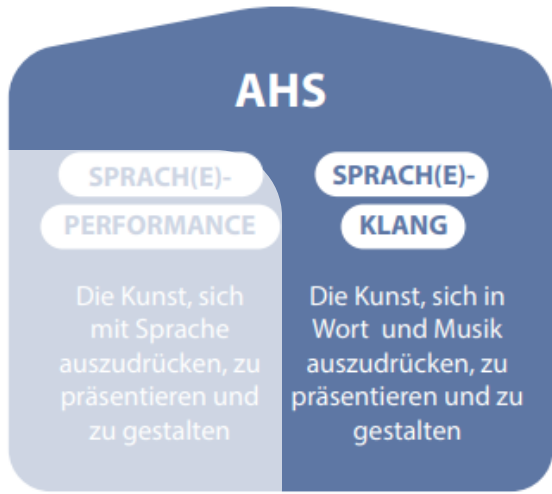 AHS
SPRACH(E)-
PERFORMANCE
Die Kunst, sich
mit Sprache
auszudrücken, zu
präsentieren und
zu gestalten
SPRACH(E)-
KLANG
Die Kunst, sich in
Wort und Musik
auszudrücken, zu
präsentieren und zu
gestalten